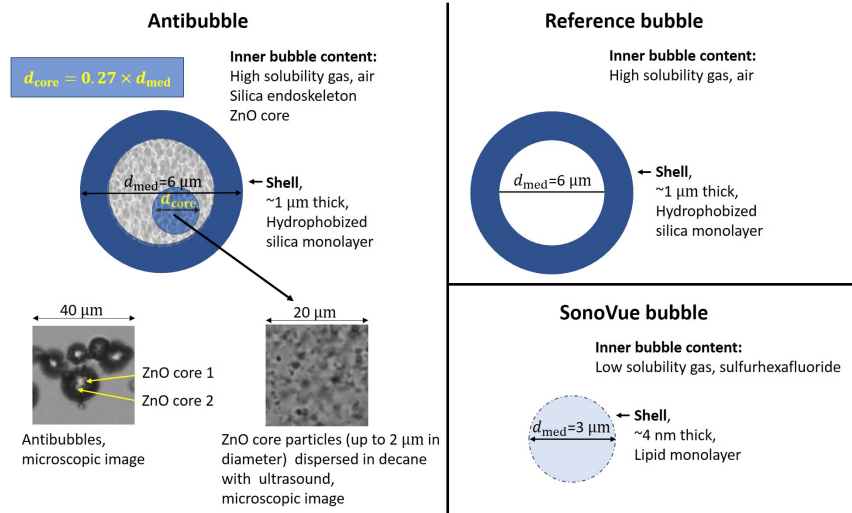 Antibubble
d_core = 0.27 × d_med
Inner bubble content:
High solubility gas, air
Silica endoskeleton
ZnO core
d_med=6 μm
d_core
Shell,
~1 μm thick,
Hydrophobized
silica monolayer
40 μm
ZnO core 1
ZnO core 2
Antibubbles,
microscopic image
20 μm
ZnO core particles (up to 2 μm in
diameter) dispersed in decane
with ultrasound,
microscopic image
Reference bubble
Inner bubble content:
High solubility gas, air
d_med=6 μm
Shell,
~1 μm thick,
Hydrophobized
silica monolayer
SonoVue bubble
Inner bubble content:
Low solubility gas, sulfurhexafluoride
d_med=3 μm
Shell,
~4 nm thick,
Lipid monolayer